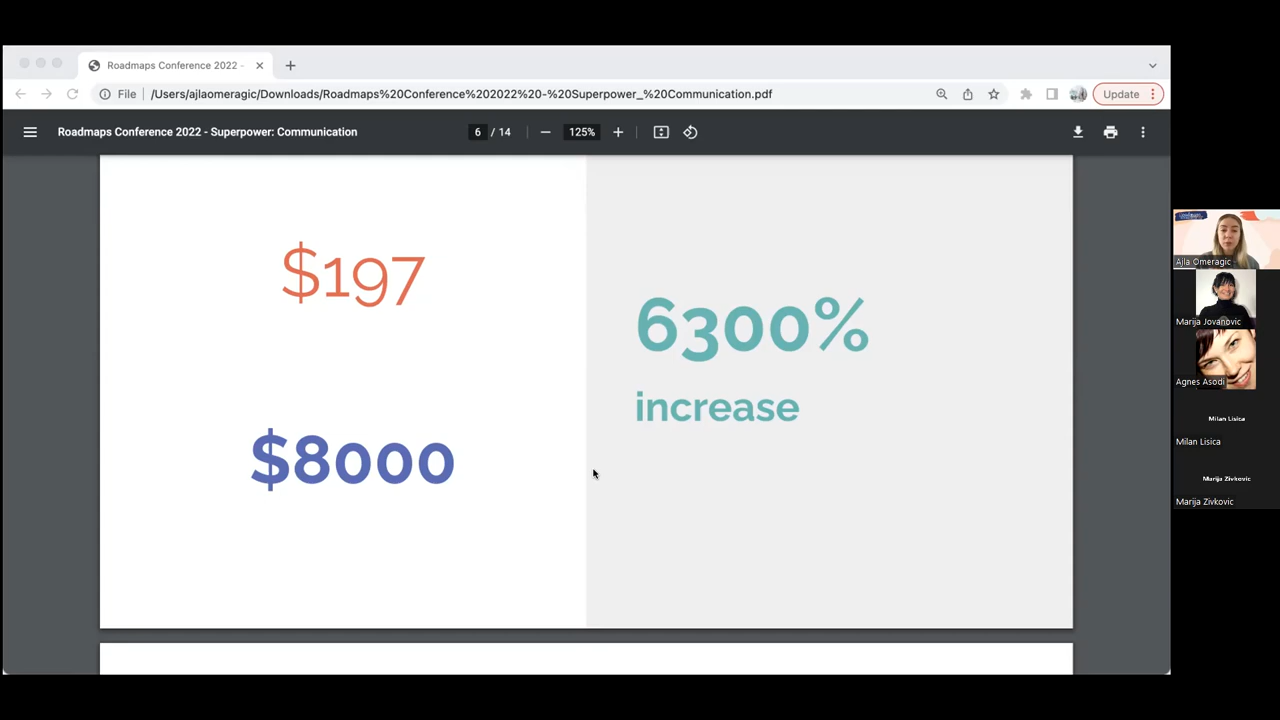 Roadmaps Conference 2022 -
File
/Users/ajlaomeragic/Downloads/Roadmaps%20Conference%202022%20-%20Superpower_%20Communication.pdf
Update
Roadmaps Conference 2022 - Superpower: Communication
6 / 14
125%
$197
$8000
6300%
increase
Ajla Omeragic
Marija Jovanovic
Agnes Asodi
Milan Lisica
Milan Lisica
Marija Zivkovic
Marija Zivkovic